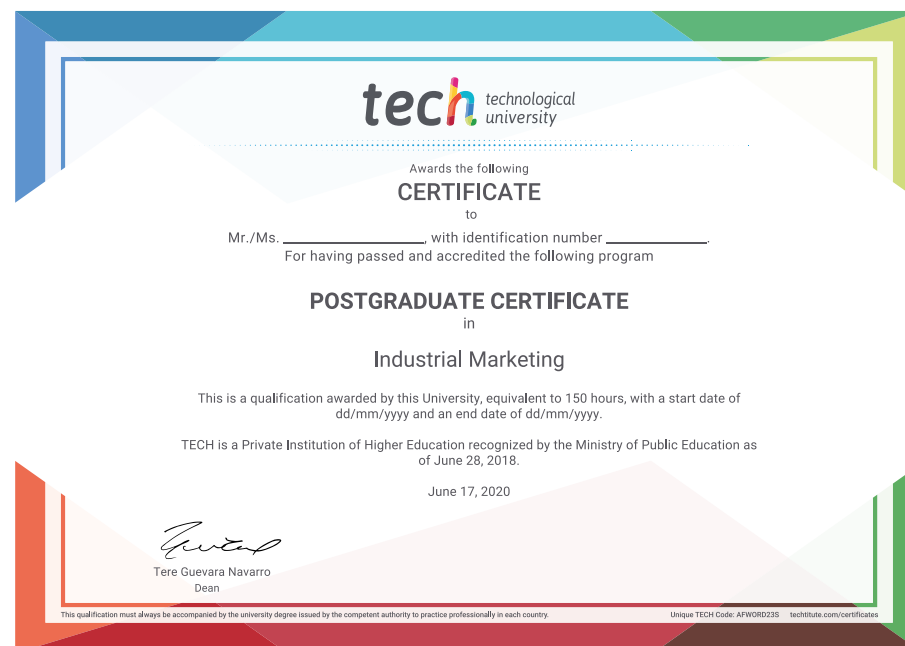 tech technological
university
Awards the following
CERTIFICATE
to
Mr./Ms. ____________________, with identification number ______________.
For having passed and accredited the following program
POSTGRADUATE CERTIFICATE
in
Industrial Marketing
This is a qualification awarded by this University, equivalent to 150 hours, with a start date of
dd/mm/yyyy and an end date of dd/mm/yyyy.
TECH is a Private Institution of Higher Education recognized by the Ministry of Public Education as
of June 28, 2018.
June 17, 2020
Tere Guevara Navarro
Dean
This qualification must always be accompanied by the university degree issued by the competent authority to practice professionally in each country. Unique TECH Code: AFWORD23S techtitute.com/certificates